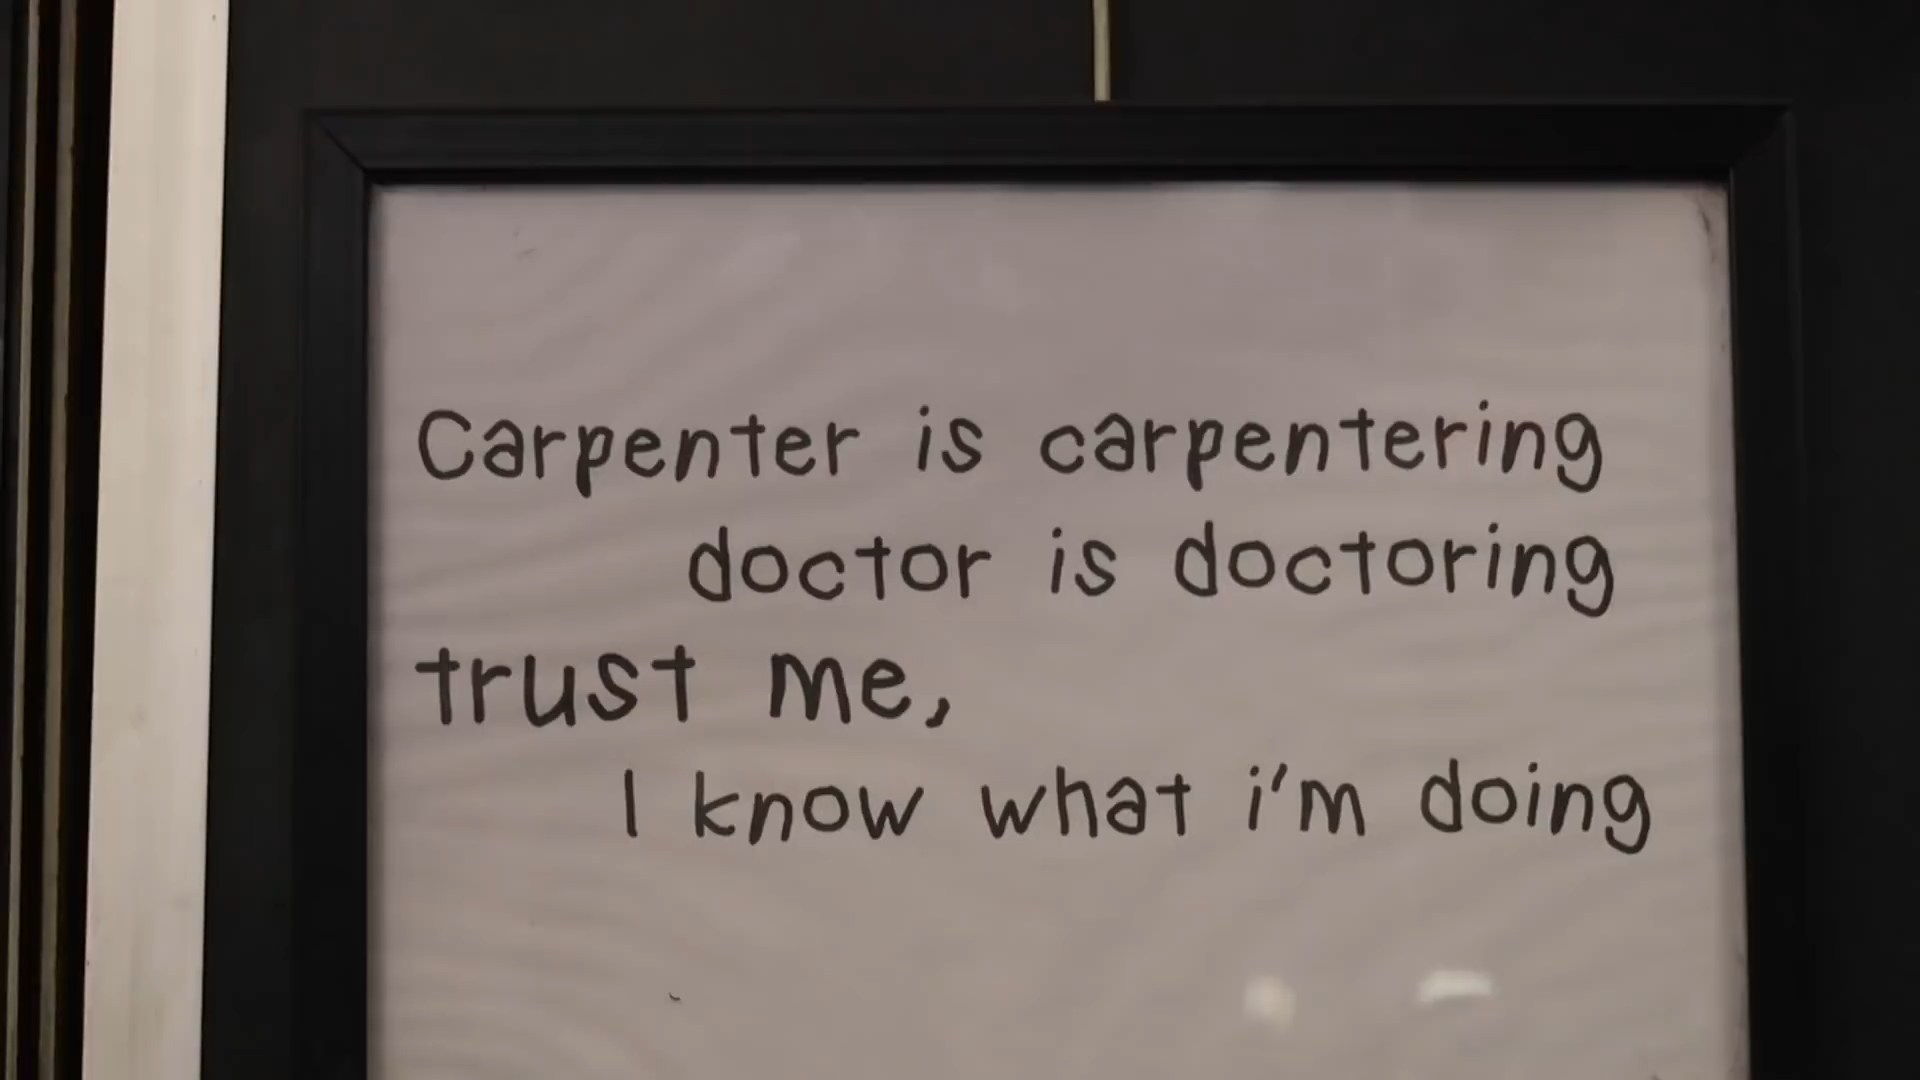 Carpenter is carpentering
doctor is doctoring
trust me,
I know what i'm doing